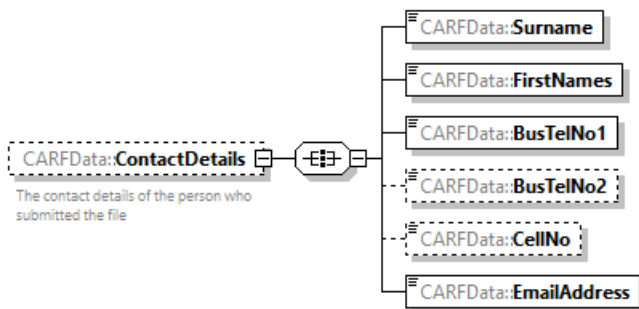 CARFData::Surname
CARFData::FirstNames
CARFData::BusTelNo1
CARFData::ContactDetails
The contact details of the person who
submitted the file
CARFData::BusTelNo2
CARFData::CellNo
CARFData::EmailAddress